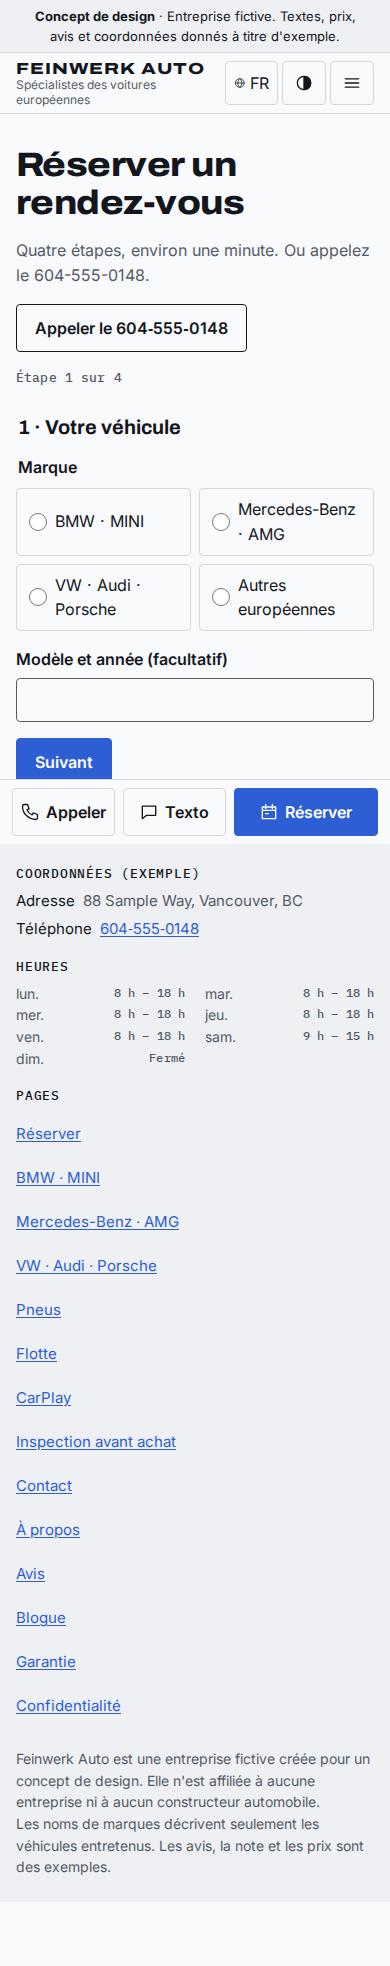 Concept de design · Entreprise fictive. Textes, prix,
avis et coordonnées donnés à titre d'exemple.
FEINWERK AUTO
Spécialistes des voitures
européennes
FR
Réserver un
rendez-vous
Quatre étapes, environ une minute. Ou appelez
le 604-555-0148.
Appeler le 604-555-0148
Étape 1 sur 4
1 · Votre véhicule
Marque
BMW · MINI
Mercedes-Benz
· AMG
VW · Audi ·
Porsche
Autres
européennes
Modèle et année (facultatif)
Suivant
Appeler
Texto
Réserver
COORDONNÉES (EXEMPLE)
Adresse 88 Sample Way, Vancouver, BC
Téléphone 604-555-0148
HEURES
lun. 8 h – 18 h mar. 8 h – 18 h
mer. 8 h – 18 h jeu. 8 h – 18 h
ven. 8 h – 18 h sam. 9 h – 15 h
dim. Fermé
PAGES
Réserver
BMW · MINI
Mercedes-Benz · AMG
VW · Audi · Porsche
Pneus
Flotte
CarPlay
Inspection avant achat
Contact
À propos
Avis
Blogue
Garantie
Confidentialité
Feinwerk Auto est une entreprise fictive créée pour un
concept de design. Elle n'est affiliée à aucune
entreprise ni à aucun constructeur automobile.
Les noms de marques décrivent seulement les
véhicules entretenus. Les avis, la note et les prix sont
des exemples.